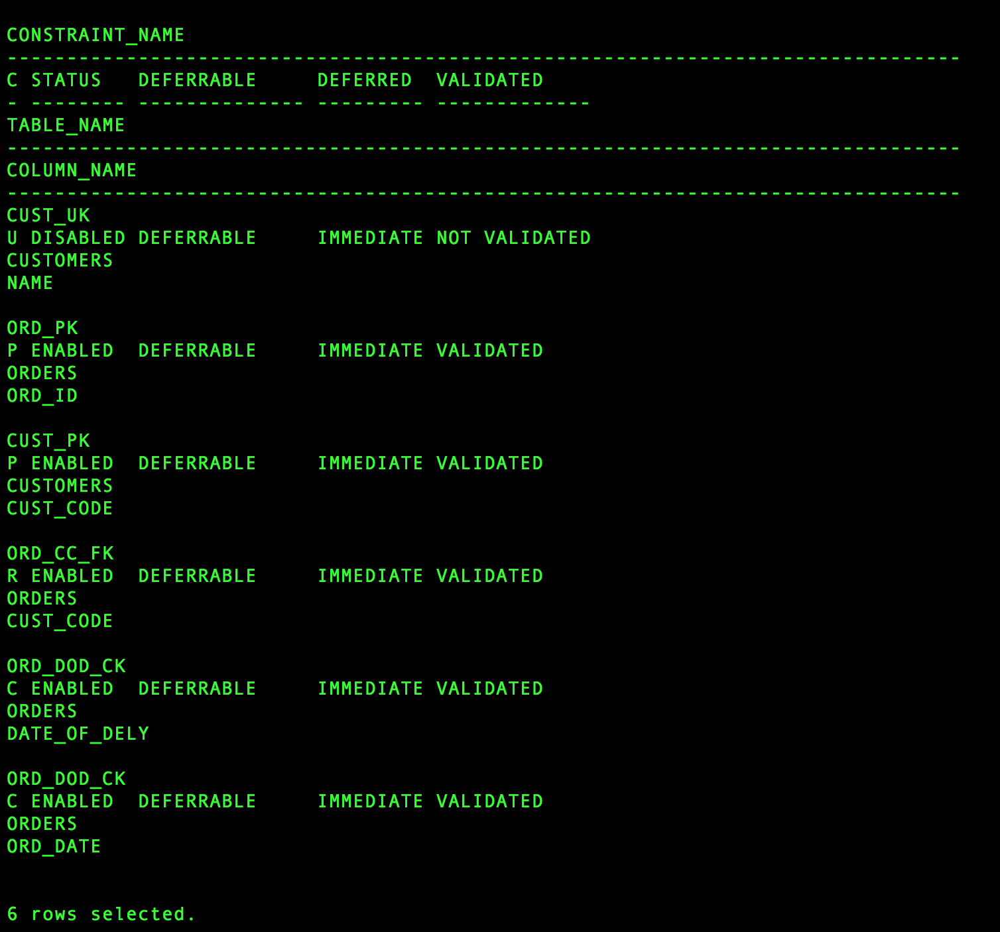 CONSTRAINT_NAME
--------------------------------------------------------------------------------
C STATUS   DEFERRABLE     DEFERRED  VALIDATED
- -------- -------------- --------- -------------
TABLE_NAME
--------------------------------------------------------------------------------
COLUMN_NAME
--------------------------------------------------------------------------------
CUST_UK
U DISABLED DEFERRABLE     IMMEDIATE NOT VALIDATED
CUSTOMERS
NAME

ORD_PK
P ENABLED  DEFERRABLE     IMMEDIATE VALIDATED
ORDERS
ORD_ID

CUST_PK
P ENABLED  DEFERRABLE     IMMEDIATE VALIDATED
CUSTOMERS
CUST_CODE

ORD_CC_FK
R ENABLED  DEFERRABLE     IMMEDIATE VALIDATED
ORDERS
CUST_CODE

ORD_DOD_CK
C ENABLED  DEFERRABLE     IMMEDIATE VALIDATED
ORDERS
DATE_OF_DELY

ORD_DOD_CK
C ENABLED  DEFERRABLE     IMMEDIATE VALIDATED
ORDERS
ORD_DATE

6 rows selected.